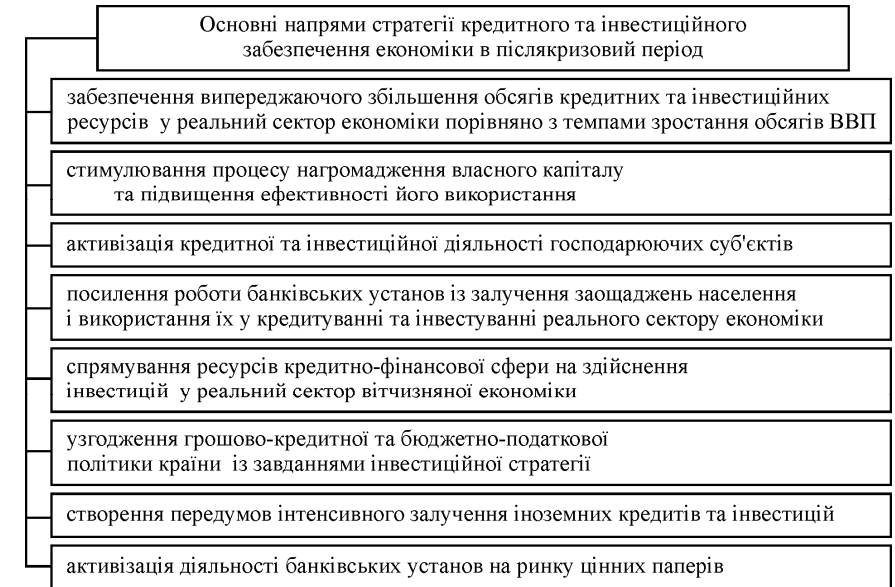 Основні напрями стратегії кредитного та інвестиційного
забезпечення економіки в післякризовий період
забезпечення випереджаючого збільшення обсягів кредитних та інвестиційних
ресурсів у реальний сектор економіки порівняно з темпами зростання обсягів ВВП
стимулювання процесу нагромадження власного капіталу
та підвищення ефективності його використання
активізація кредитної та інвестиційної діяльності господарюючих суб'єктів
посилення роботи банківських установ із залучення заощаджень населення
і використання їх у кредитуванні та інвестуванні реального сектору економіки
спрямування ресурсів кредитно-фінансової сфери на здійснення
інвестицій у реальний сектор вітчизняної економіки
узгодження грошово-кредитної та бюджетно-податкової
політики країни із завданнями інвестиційної стратегії
створення передумов інтенсивного залучення іноземних кредитів та інвестицій
активізація діяльності банківських установ на ринку цінних паперів